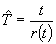 T̂ = t / r(t)